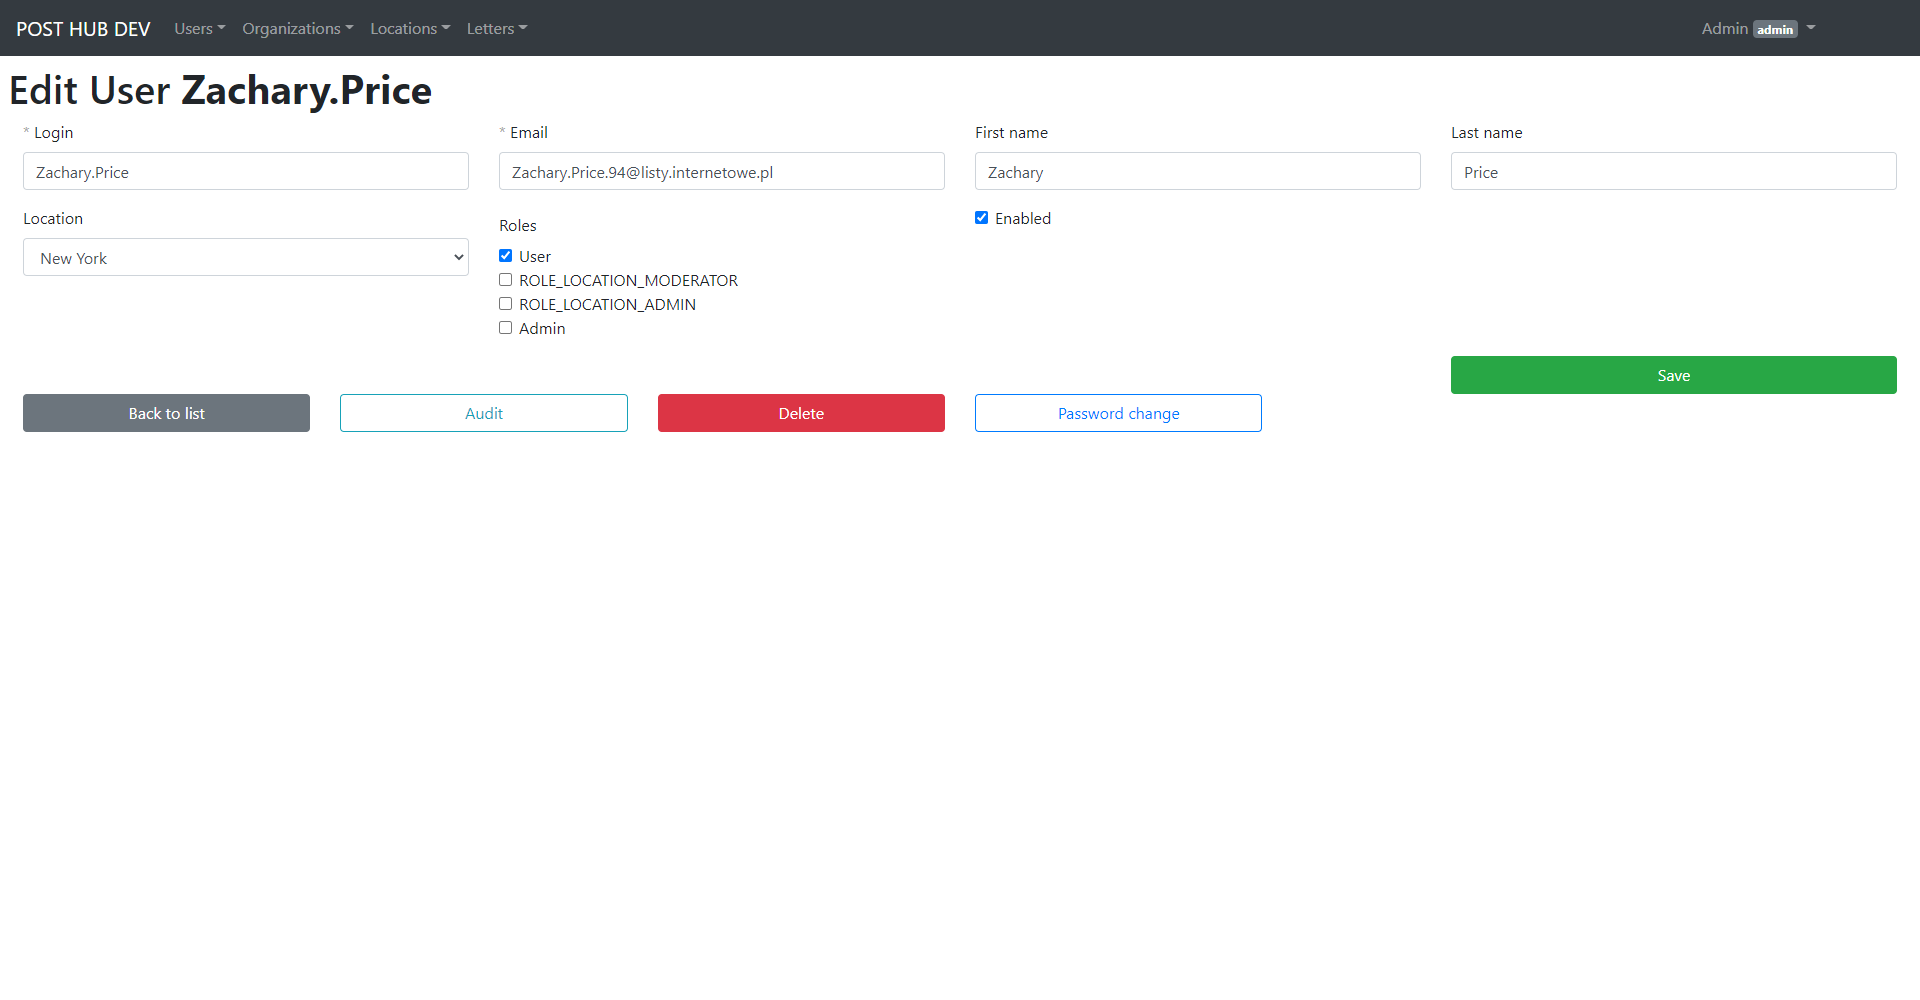 POST HUB DEV Users Organizations Locations Letters Admin admin
Edit User Zachary.Price
* Login
Zachary.Price
* Email
Zachary.Price.94@listy.internetowe.pl
First name
Zachary
Last name
Price
Location
New York
Roles
User
ROLE_LOCATION_MODERATOR
ROLE_LOCATION_ADMIN
Admin
Enabled
Save
Back to list
Audit
Delete
Password change